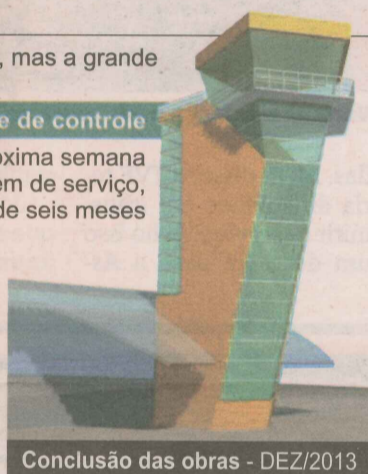 , mas a grande
e de controle
óxima semana
em de serviço,
de seis meses
Conclusão das obras - DEZ/2013